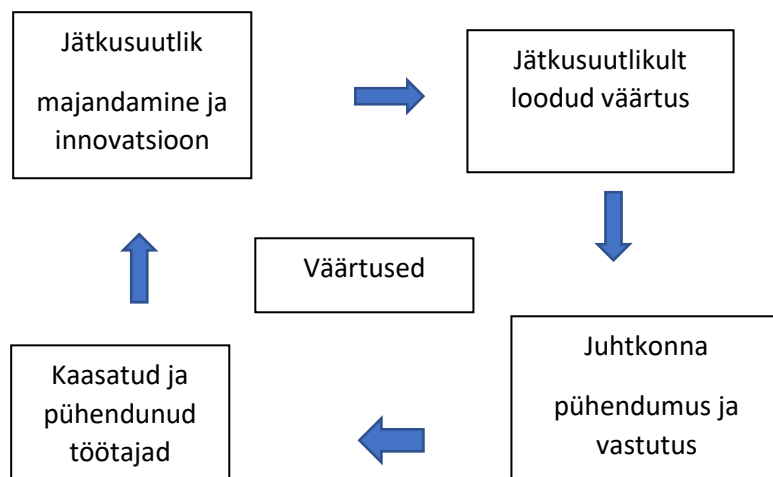 Jätkusuutlik
majandamine ja
innovatsioon
Jätkusuutlikult
loodud väärtus
Väärtused
Kaasatud ja
pühendunud
töötajad
Juhtkonna
pühendumus ja
vastutus